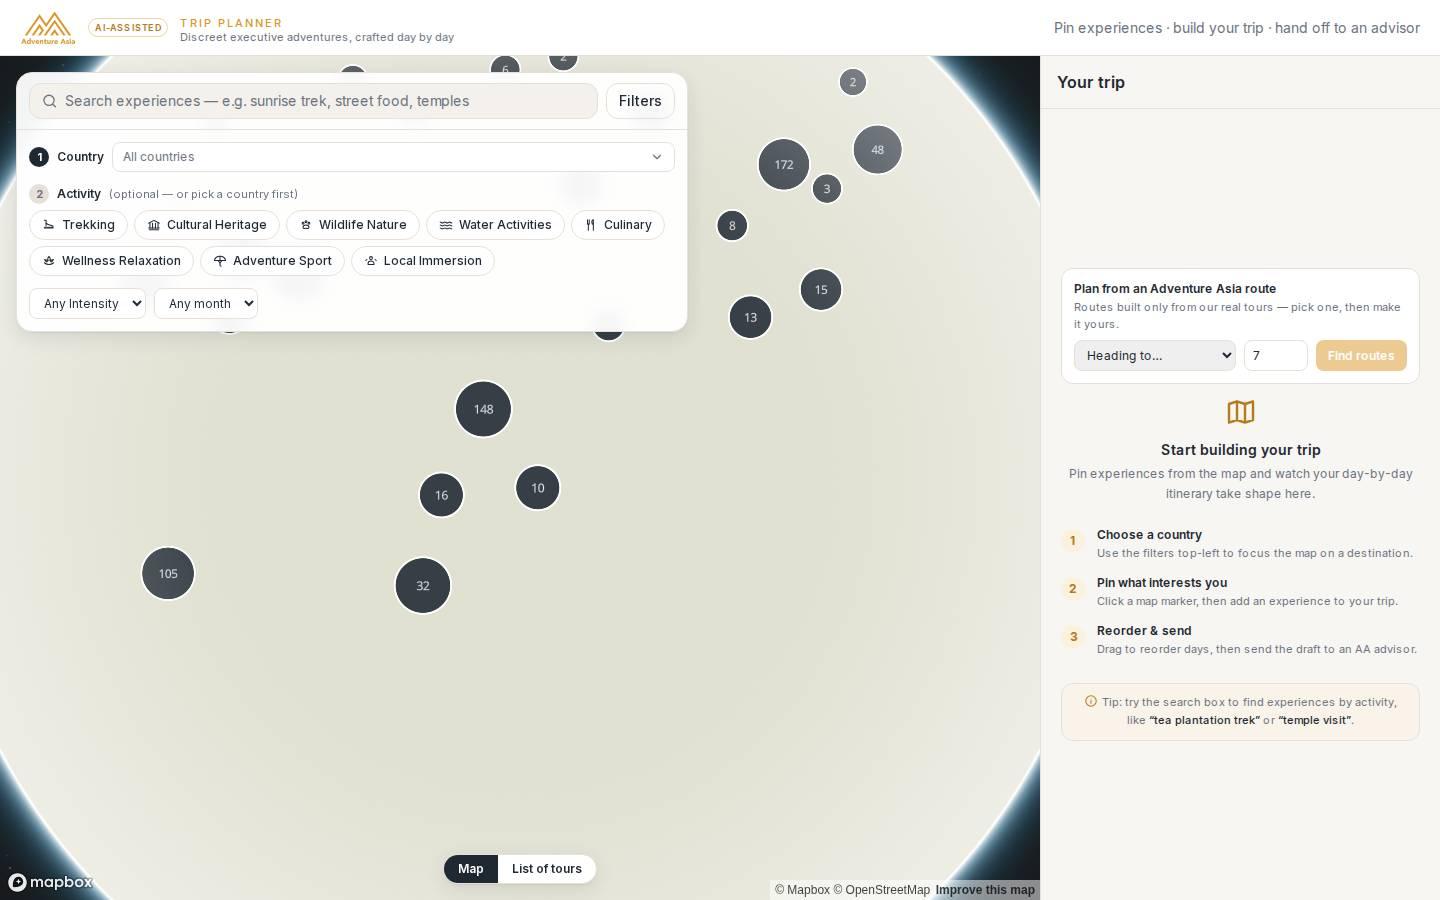 Adventure Asia
AI-ASSISTED
TRIP PLANNER
Discreet executive adventures, crafted day by day
Pin experiences · build your trip · hand off to an advisor
6
2
2
Search experiences — e.g. sunrise trek, street food, temples
Filters
1 Country
All countries
2 Activity (optional — or pick a country first)
Trekking
Cultural Heritage
Wildlife Nature
Water Activities
Culinary
Wellness Relaxation
Adventure Sport
Local Immersion
Any Intensity
Any month
172
48
3
8
15
13
148
16
10
105
32
Map
List of tours
mapbox
© Mapbox © OpenStreetMap Improve this map
Your trip
Plan from an Adventure Asia route
Routes built only from our real tours — pick one, then make
it yours.
Heading to...
7
Find routes
Start building your trip
Pin experiences from the map and watch your day-by-day
itinerary take shape here.
1
Choose a country
Use the filters top-left to focus the map on a destination.
2
Pin what interests you
Click a map marker, then add an experience to your trip.
3
Reorder & send
Drag to reorder days, then send the draft to an AA advisor.
Tip: try the search box to find experiences by activity,
like “tea plantation trek” or “temple visit”.